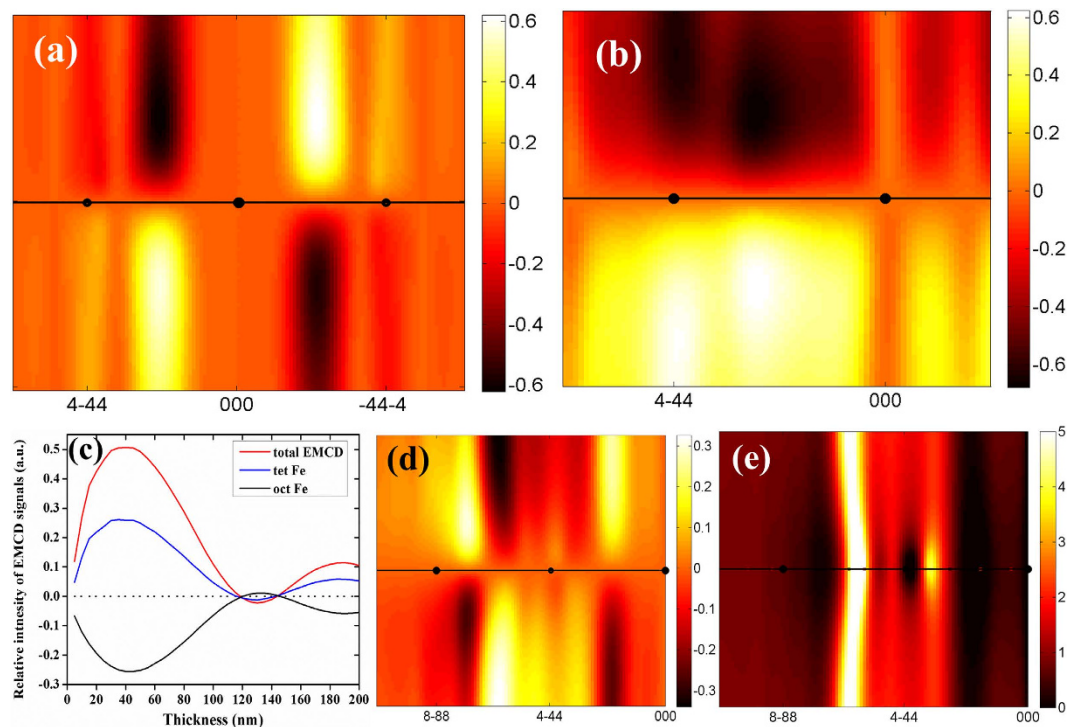 (a)
0.6
0.4
0.2
0
-0.2
-0.4
-0.6
4-44 000 -44-4
(b)
0.6
0.4
0.2
0
-0.2
-0.4
-0.6
4-44 000
(c)
Relative intnesity of EMCD signals (a.u.)
0.5
0.4
0.3
0.2
0.1
0.0
-0.1
-0.2
-0.3
total EMCD
tet Fe
oct Fe
0 20 40 60 80 100 120 140 160 180 200
Thickness (nm)
(d)
0.3
0.2
0.1
0
-0.1
-0.2
-0.3
8-88 4-44 000
(e)
5
4
3
2
1
0
8-88 4-44 000